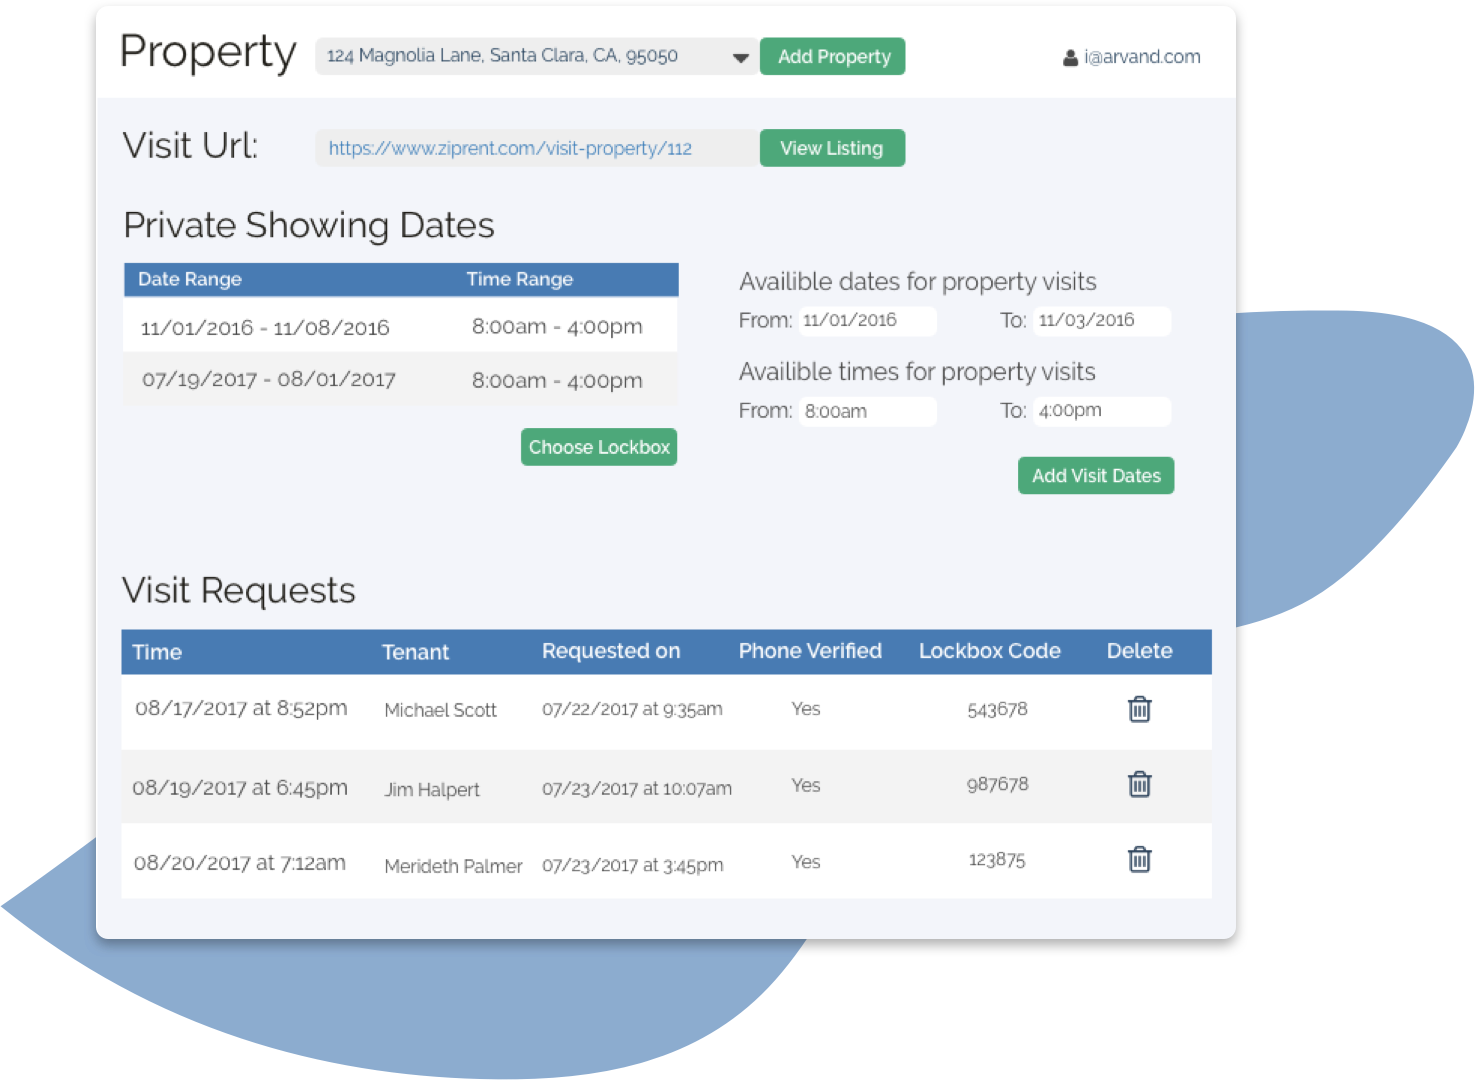 Property 124 Magnolia Lane, Santa Clara, CA, 95050 Add Property i@arvand.com
Visit Url: https://www.ziprent.com/visit-property/112 View Listing
Private Showing Dates
Date Range Time Range
11/01/2016 - 11/08/2016 8:00am - 4:00pm
07/19/2017 - 08/01/2017 8:00am - 4:00pm
Choose Lockbox
Availible dates for property visits
From: 11/01/2016 To: 11/03/2016
Availible times for property visits
From: 8:00am To: 4:00pm
Add Visit Dates
Visit Requests
Time Tenant Requested on Phone Verified Lockbox Code Delete
08/17/2017 at 8:52pm Michael Scott 07/22/2017 at 9:35am Yes 543678
08/19/2017 at 6:45pm Jim Halpert 07/23/2017 at 10:07am Yes 987678
08/20/2017 at 7:12am Merideth Palmer 07/23/2017 at 3:45pm Yes 123875